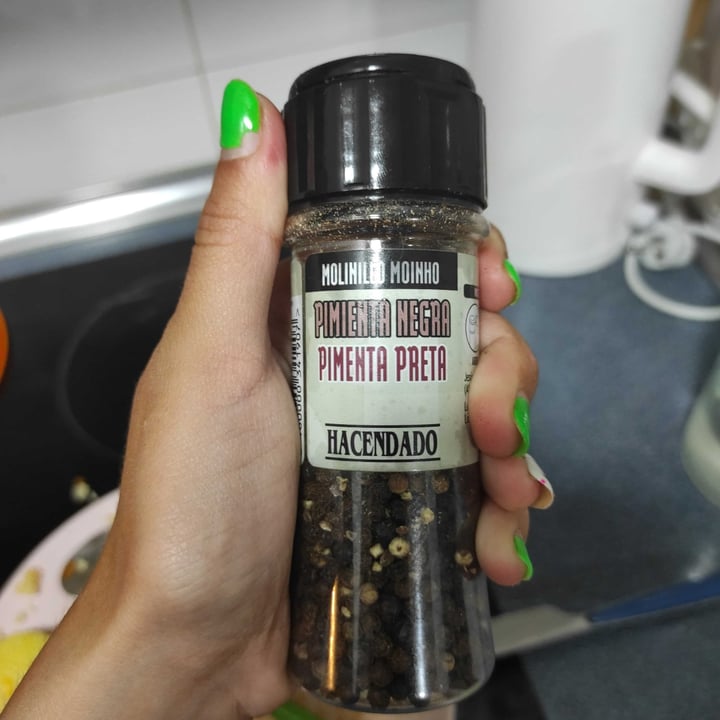 MOLINILLO MOINHO
PIMIENTA NEGRA
PIMENTA PRETA
HACENDADO